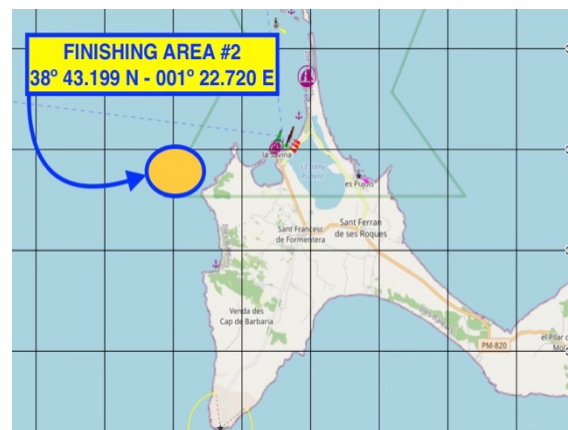 FINISHING AREA #2
38º 43.199 N - 001º 22.720 E
la Savina
es Pujols
Sant Francesc
de Formentera
Sant Ferran
de ses Roques
Venda des
Cap de Barbaria
PM-820
el Pilar d
Mol